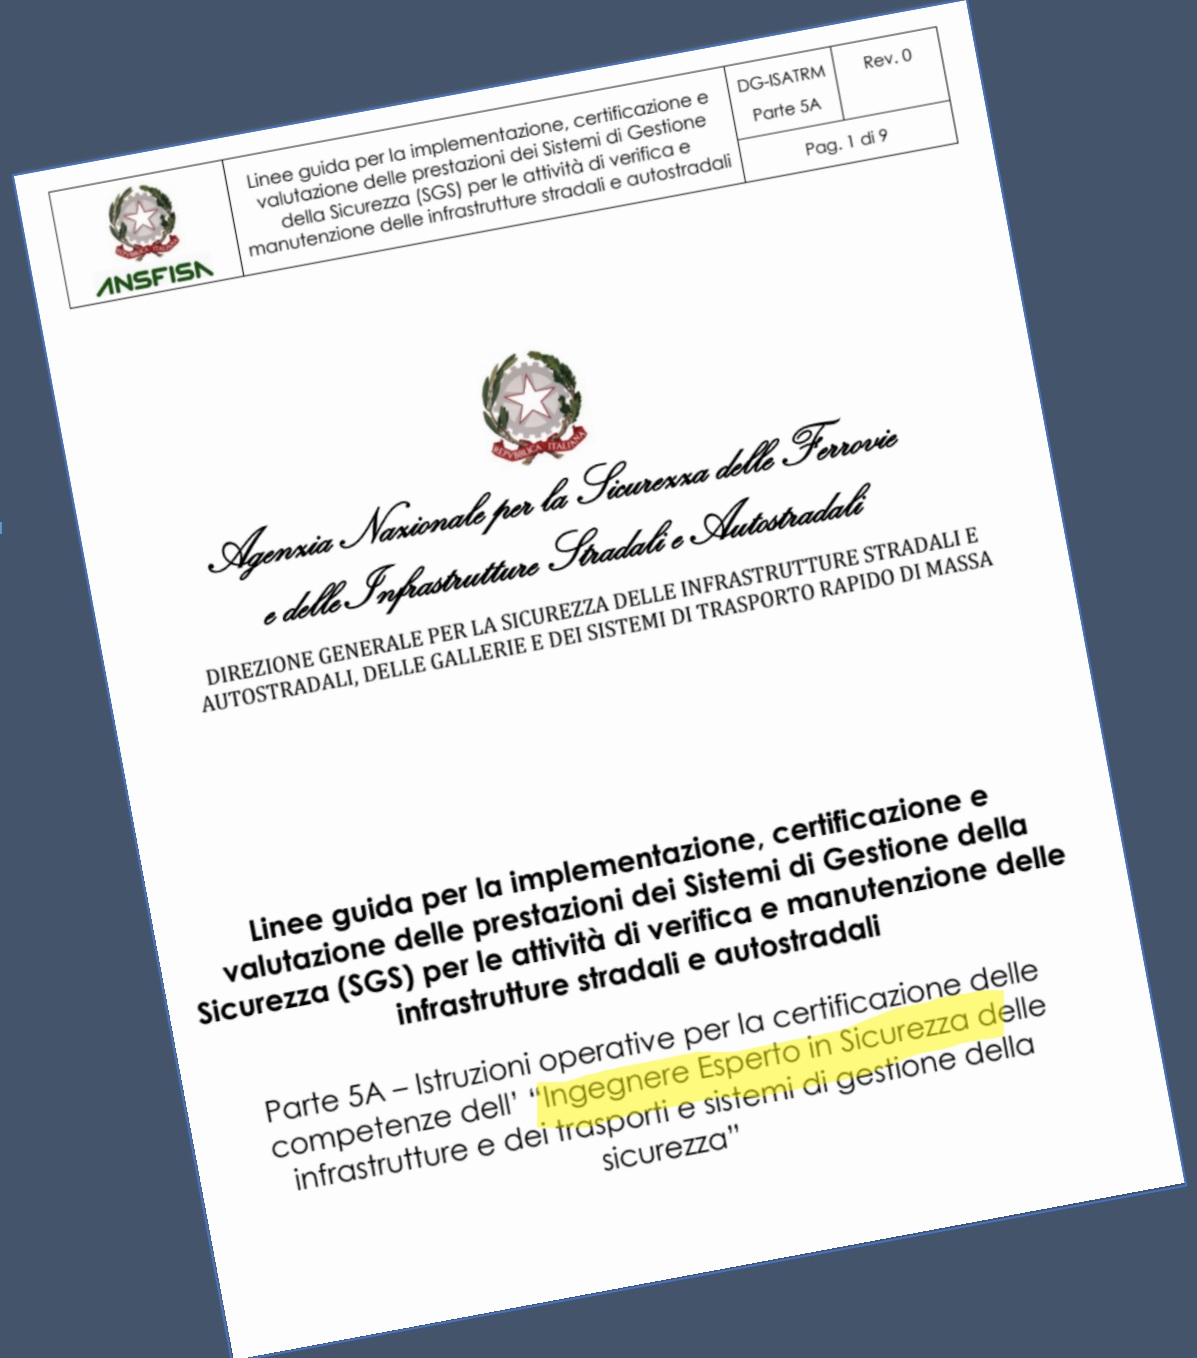 REPVBBLICA ITALIANA
ANSFISA
Linee guida per la implementazione, certificazione e
valutazione delle prestazioni dei Sistemi di Gestione
della Sicurezza (SGS) per le attività di verifica e
manutenzione delle infrastrutture stradali e autostradali
DG-ISATRM
Parte 5A
Rev. 0
Pag. 1 di 9
REPVBBLICA ITALIANA
Agenzia Nazionale per la Sicurezza delle Ferrovie
e delle Infrastrutture Stradali e Autostradali
DIREZIONE GENERALE PER LA SICUREZZA DELLE INFRASTRUTTURE STRADALI E
AUTOSTRADALI, DELLE GALLERIE E DEI SISTEMI DI TRASPORTO RAPIDO DI MASSA
Linee guida per la implementazione, certificazione e
valutazione delle prestazioni dei Sistemi di Gestione della
Sicurezza (SGS) per le attività di verifica e manutenzione delle
infrastrutture stradali e autostradali
Parte 5A – Istruzioni operative per la certificazione delle
competenze dell’ “Ingegnere Esperto in Sicurezza delle
infrastrutture e dei trasporti e sistemi di gestione della
sicurezza”